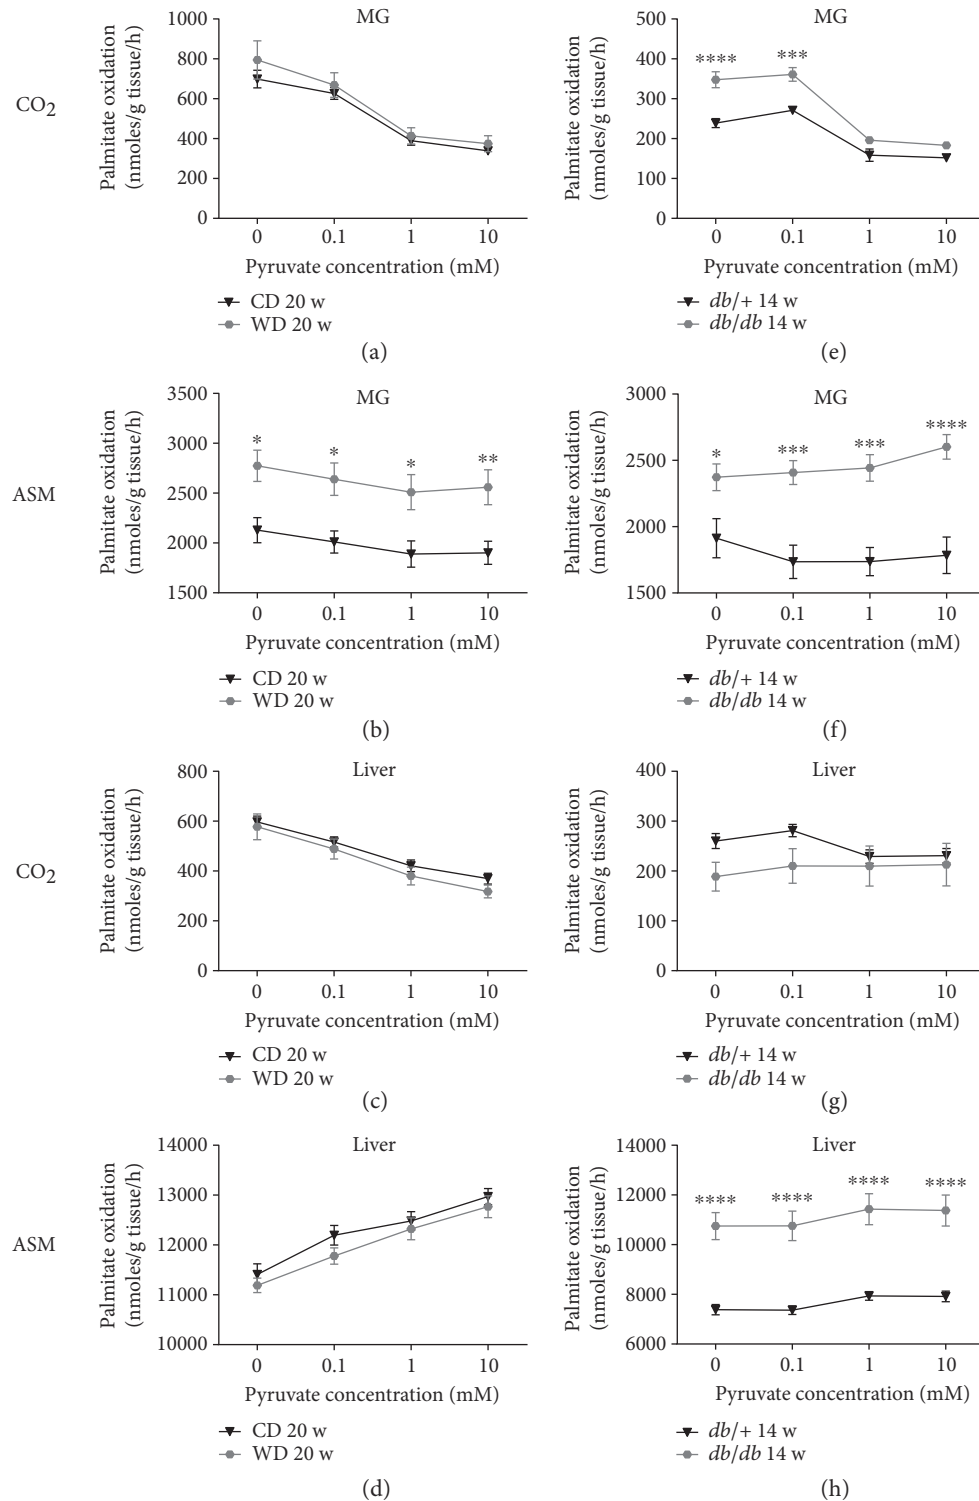 MG
CO2
Palmitate oxidation
(nmoles/g tissue/h)
1000
800
600
400
200
0
0 0.1 1 10
Pyruvate concentration (mM)
CD 20 w
WD 20 w
(a)
MG
Palmitate oxidation
(nmoles/g tissue/h)
500
400
300
200
100
0
**** ***
0 0.1 1 10
Pyruvate concentration (mM)
db/+ 14 w
db/db 14 w
(e)
MG
ASM
Palmitate oxidation
(nmoles/g tissue/h)
3500
3000
2500
2000
1500
* * * **
0 0.1 1 10
Pyruvate concentration (mM)
CD 20 w
WD 20 w
(b)
MG
Palmitate oxidation
(nmoles/g tissue/h)
3000
2500
2000
1500
* *** *** ****
0 0.1 1 10
Pyruvate concentration (mM)
db/+ 14 w
db/db 14 w
(f)
Liver
CO2
Palmitate oxidation
(nmoles/g tissue/h)
800
600
400
200
0
0 0.1 1 10
Pyruvate concentration (mM)
CD 20 w
WD 20 w
(c)
Liver
Palmitate oxidation
(nmoles/g tissue/h)
400
300
200
100
0
0 0.1 1 10
Pyruvate concentration (mM)
db/+ 14 w
db/db 14 w
(g)
Liver
ASM
Palmitate oxidation
(nmoles/g tissue/h)
14000
13000
12000
11000
10000
0 0.1 1 10
Pyruvate concentration (mM)
CD 20 w
WD 20 w
(d)
Liver
Palmitate oxidation
(nmoles/g tissue/h)
14000
12000
10000
8000
6000
**** **** **** ****
0 0.1 1 10
Pyruvate concentration (mM)
db/+ 14 w
db/db 14 w
(h)